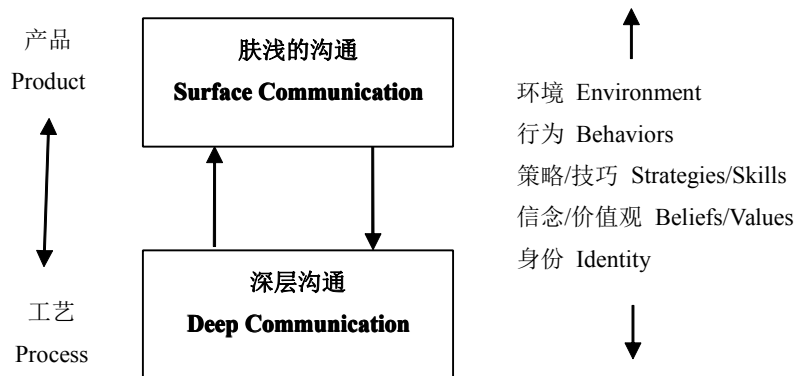 产品
Product
肤浅的沟通
Surface Communication
环境 Environment
行为 Behaviors
策略/技巧 Strategies/Skills
信念/价值观 Beliefs/Values
身份 Identity
深层沟通
Deep Communication
工艺
Process